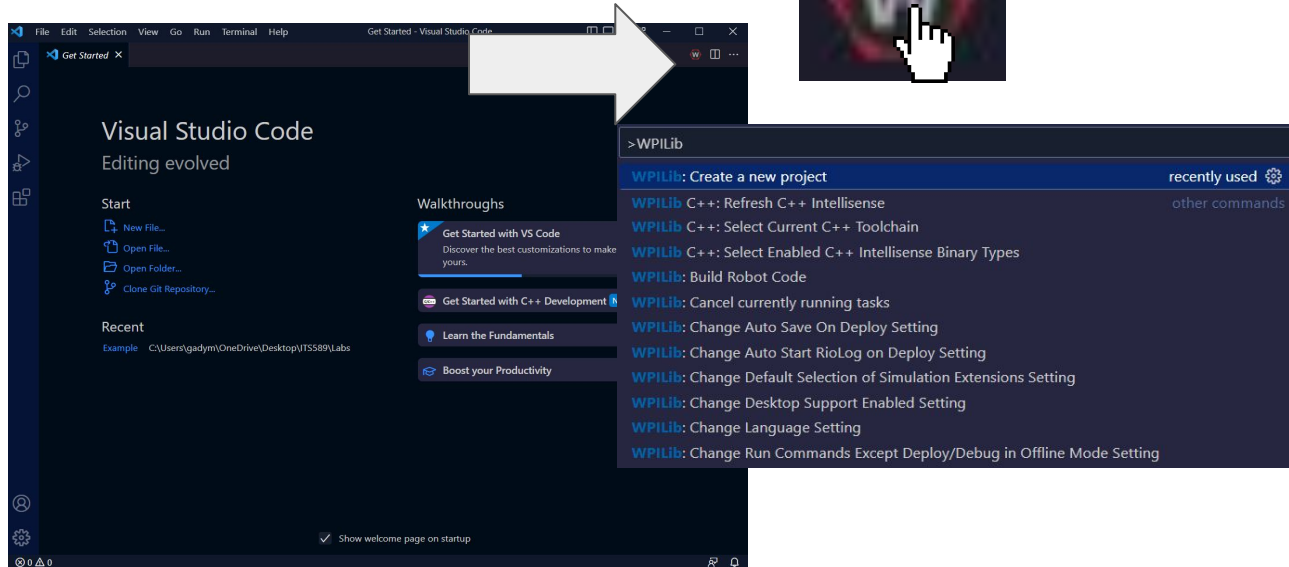 File Edit Selection View Go Run Terminal Help
Get Started - Visual Studio Code
Get Started
W
Visual Studio Code
Editing evolved
Start
New File...
Open File...
Open Folder...
Clone Git Repository...
Recent
Example C:\Users\gadym\OneDrive\Desktop\ITS589\Labs
Walkthroughs
Get Started with VS Code
Discover the best customizations to make
yours.
Get Started with C++ Development N
Learn the Fundamentals
Boost your Productivity
Show welcome page on startup
0 0
>WPILib
WPILib: Create a new project recently used
WPILib C++: Refresh C++ Intellisense other commands
WPILib C++: Select Current C++ Toolchain
WPILib C++: Select Enabled C++ Intellisense Binary Types
WPILib: Build Robot Code
WPILib: Cancel currently running tasks
WPILib: Change Auto Save On Deploy Setting
WPILib: Change Auto Start RioLog on Deploy Setting
WPILib: Change Default Selection of Simulation Extensions Setting
WPILib: Change Desktop Support Enabled Setting
WPILib: Change Language Setting
WPILib: Change Run Commands Except Deploy/Debug in Offline Mode Setting